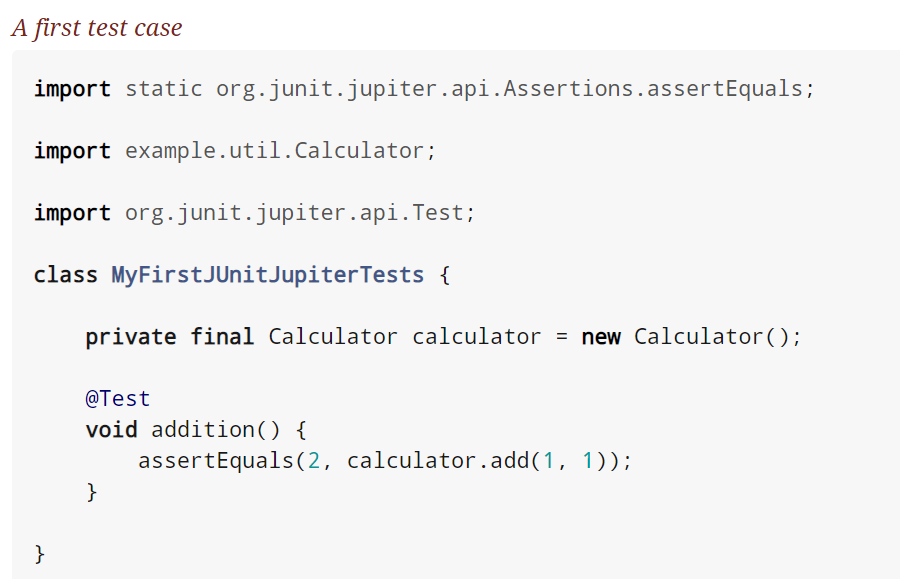 A first test case
import static org.junit.jupiter.api.Assertions.assertEquals;
import example.util.Calculator;
import org.junit.jupiter.api.Test;
class MyFirstJUnitJupiterTests {
    private final Calculator calculator = new Calculator();
    @Test
    void addition() {
        assertEquals(2, calculator.add(1, 1));
    }
}